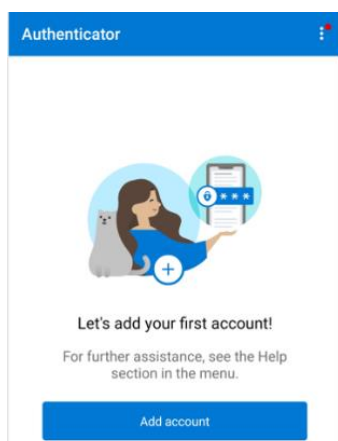 Authenticator
* * *
Let's add your first account!
For further assistance, see the Help
section in the menu.
Add account